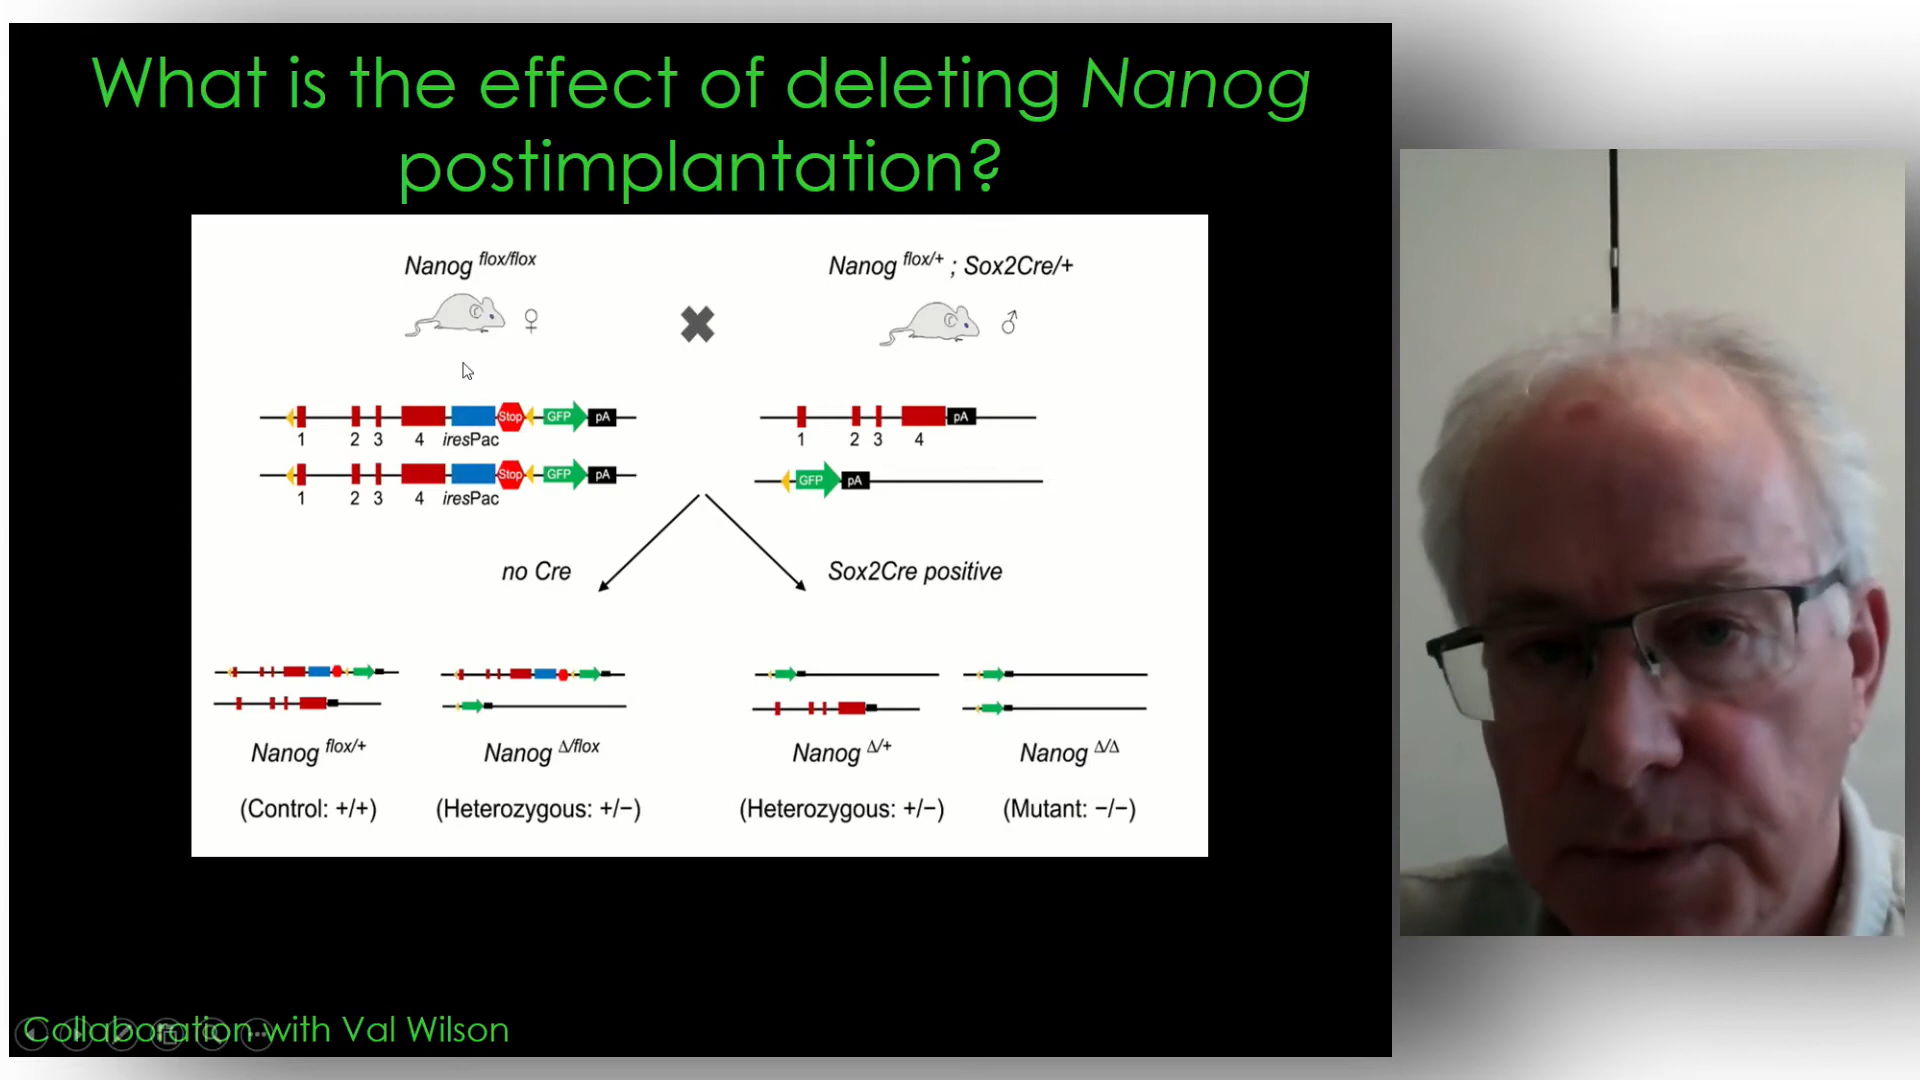 What is the effect of deleting Nanog
postimplantation?
Nanog flox/flox
Nanog flox/+ ; Sox2Cre/+
♀
♂
Stop GFP pA
1 2 3 4 iresPac
Stop GFP pA
1 2 3 4 iresPac
pA
1 2 3 4
GFP pA
no Cre
Sox2Cre positive
Nanog flox/+
Nanog Δ/flox
Nanog Δ/+
Nanog Δ/Δ
(Control: +/+)
(Heterozygous: +/−)
(Heterozygous: +/−)
(Mutant: −/−)
Collaboration with Val Wilson